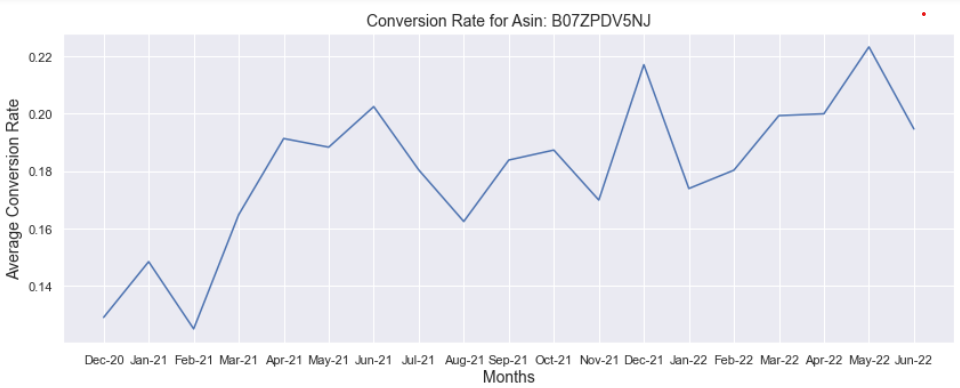 Conversion Rate for Asin: B07ZPDV5NJ
Average Conversion Rate
0.22
0.20
0.18
0.16
0.14
Dec-20 Jan-21 Feb-21 Mar-21 Apr-21 May-21 Jun-21 Jul-21 Aug-21 Sep-21 Oct-21 Nov-21 Dec-21 Jan-22 Feb-22 Mar-22 Apr-22 May-22 Jun-22
Months